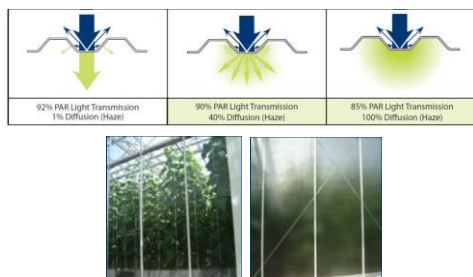 92% PAR Light Transmission
1% Diffusion (Haze)
90% PAR Light Transmission
40% Diffusion (Haze)
85% PAR Light Transmission
100% Diffusion (Haze)